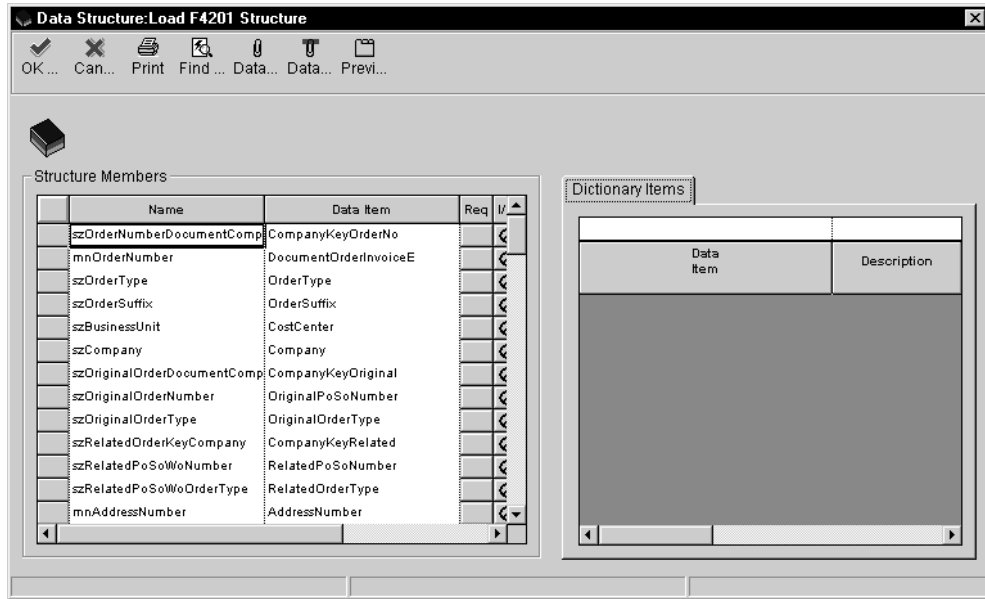 Data Structure:Load F4201 Structure
OK ... Can... Print Find ... Data... Data... Previ...
Structure Members
Dictionary Items
Name Data Item Req I/
Data Item Description
szOrderNumberDocumentComp CompanyKeyOrderNo
mnOrderNumber DocumentOrderInvoiceE
szOrderType OrderType
szOrderSuffix OrderSuffix
szBusinessUnit CostCenter
szCompany Company
szOriginalOrderDocumentComp CompanyKeyOriginal
szOriginalOrderNumber OriginalPoSoNumber
szOriginalOrderType OriginalOrderType
szRelatedOrderKeyCompany CompanyKeyRelated
szRelatedPoSoWoNumber RelatedPoSoNumber
szRelatedPoSoWoOrderType RelatedOrderType
mnAddressNumber AddressNumber